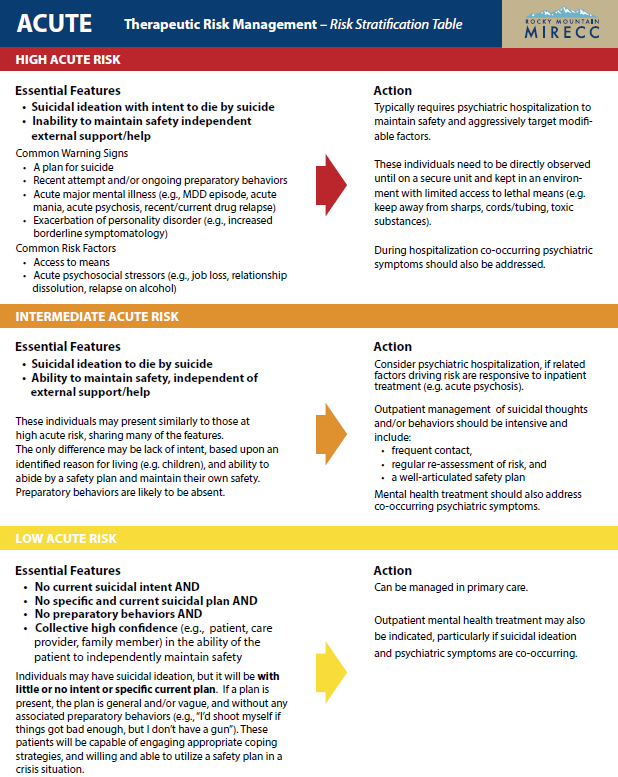 ACUTE
Therapeutic Risk Management – Risk Stratification Table
ROCKY MOUNTAIN
MIRECC
HIGH ACUTE RISK
Essential Features
• Suicidal ideation with intent to die by suicide
• Inability to maintain safety independent
external support/help
Common Warning Signs
• A plan for suicide
• Recent attempt and/or ongoing preparatory behaviors
• Acute major mental illness (e.g., MDD episode, acute
mania, acute psychosis, recent/current drug relapse)
• Exacerbation of personality disorder (e.g., increased
borderline symptomatology)
Common Risk Factors
• Access to means
• Acute psychosocial stressors (e.g., job loss, relationship
dissolution, relapse on alcohol)
Action
Typically requires psychiatric hospitalization to
maintain safety and aggressively target modifi-
able factors.
These individuals need to be directly observed
until on a secure unit and kept in an environ-
ment with limited access to lethal means (e.g.
keep away from sharps, cords/tubing, toxic
substances).
During hospitalization co-occurring psychiatric
symptoms should also be addressed.
INTERMEDIATE ACUTE RISK
Essential Features
• Suicidal ideation to die by suicide
• Ability to maintain safety, independent of
external support/help
These individuals may present similarly to those at
high acute risk, sharing many of the features.
The only difference may be lack of intent, based upon an
identified reason for living (e.g. children), and ability to
abide by a safety plan and maintain their own safety.
Preparatory behaviors are likely to be absent.
Action
Consider psychiatric hospitalization, if related
factors driving risk are responsive to inpatient
treatment (e.g. acute psychosis).
Outpatient management of suicidal thoughts
and/or behaviors should be intensive and
include:
• frequent contact,
• regular re-assessment of risk, and
• a well-articulated safety plan
Mental health treatment should also address
co-occurring psychiatric symptoms.
LOW ACUTE RISK
Essential Features
• No current suicidal intent AND
• No specific and current suicidal plan AND
• No preparatory behaviors AND
• Collective high confidence (e.g., patient, care
provider, family member) in the ability of the
patient to independently maintain safety
Individuals may have suicidal ideation, but it will be with
little or no intent or specific current plan. If a plan is
present, the plan is general and/or vague, and without any
associated preparatory behaviors (e.g., “I’d shoot myself if
things got bad enough, but I don’t have a gun”). These
patients will be capable of engaging appropriate coping
strategies, and willing and able to utilize a safety plan in a
crisis situation.
Action
Can be managed in primary care.
Outpatient mental health treatment may also
be indicated, particularly if suicidal ideation
and psychiatric symptoms are co-occurring.